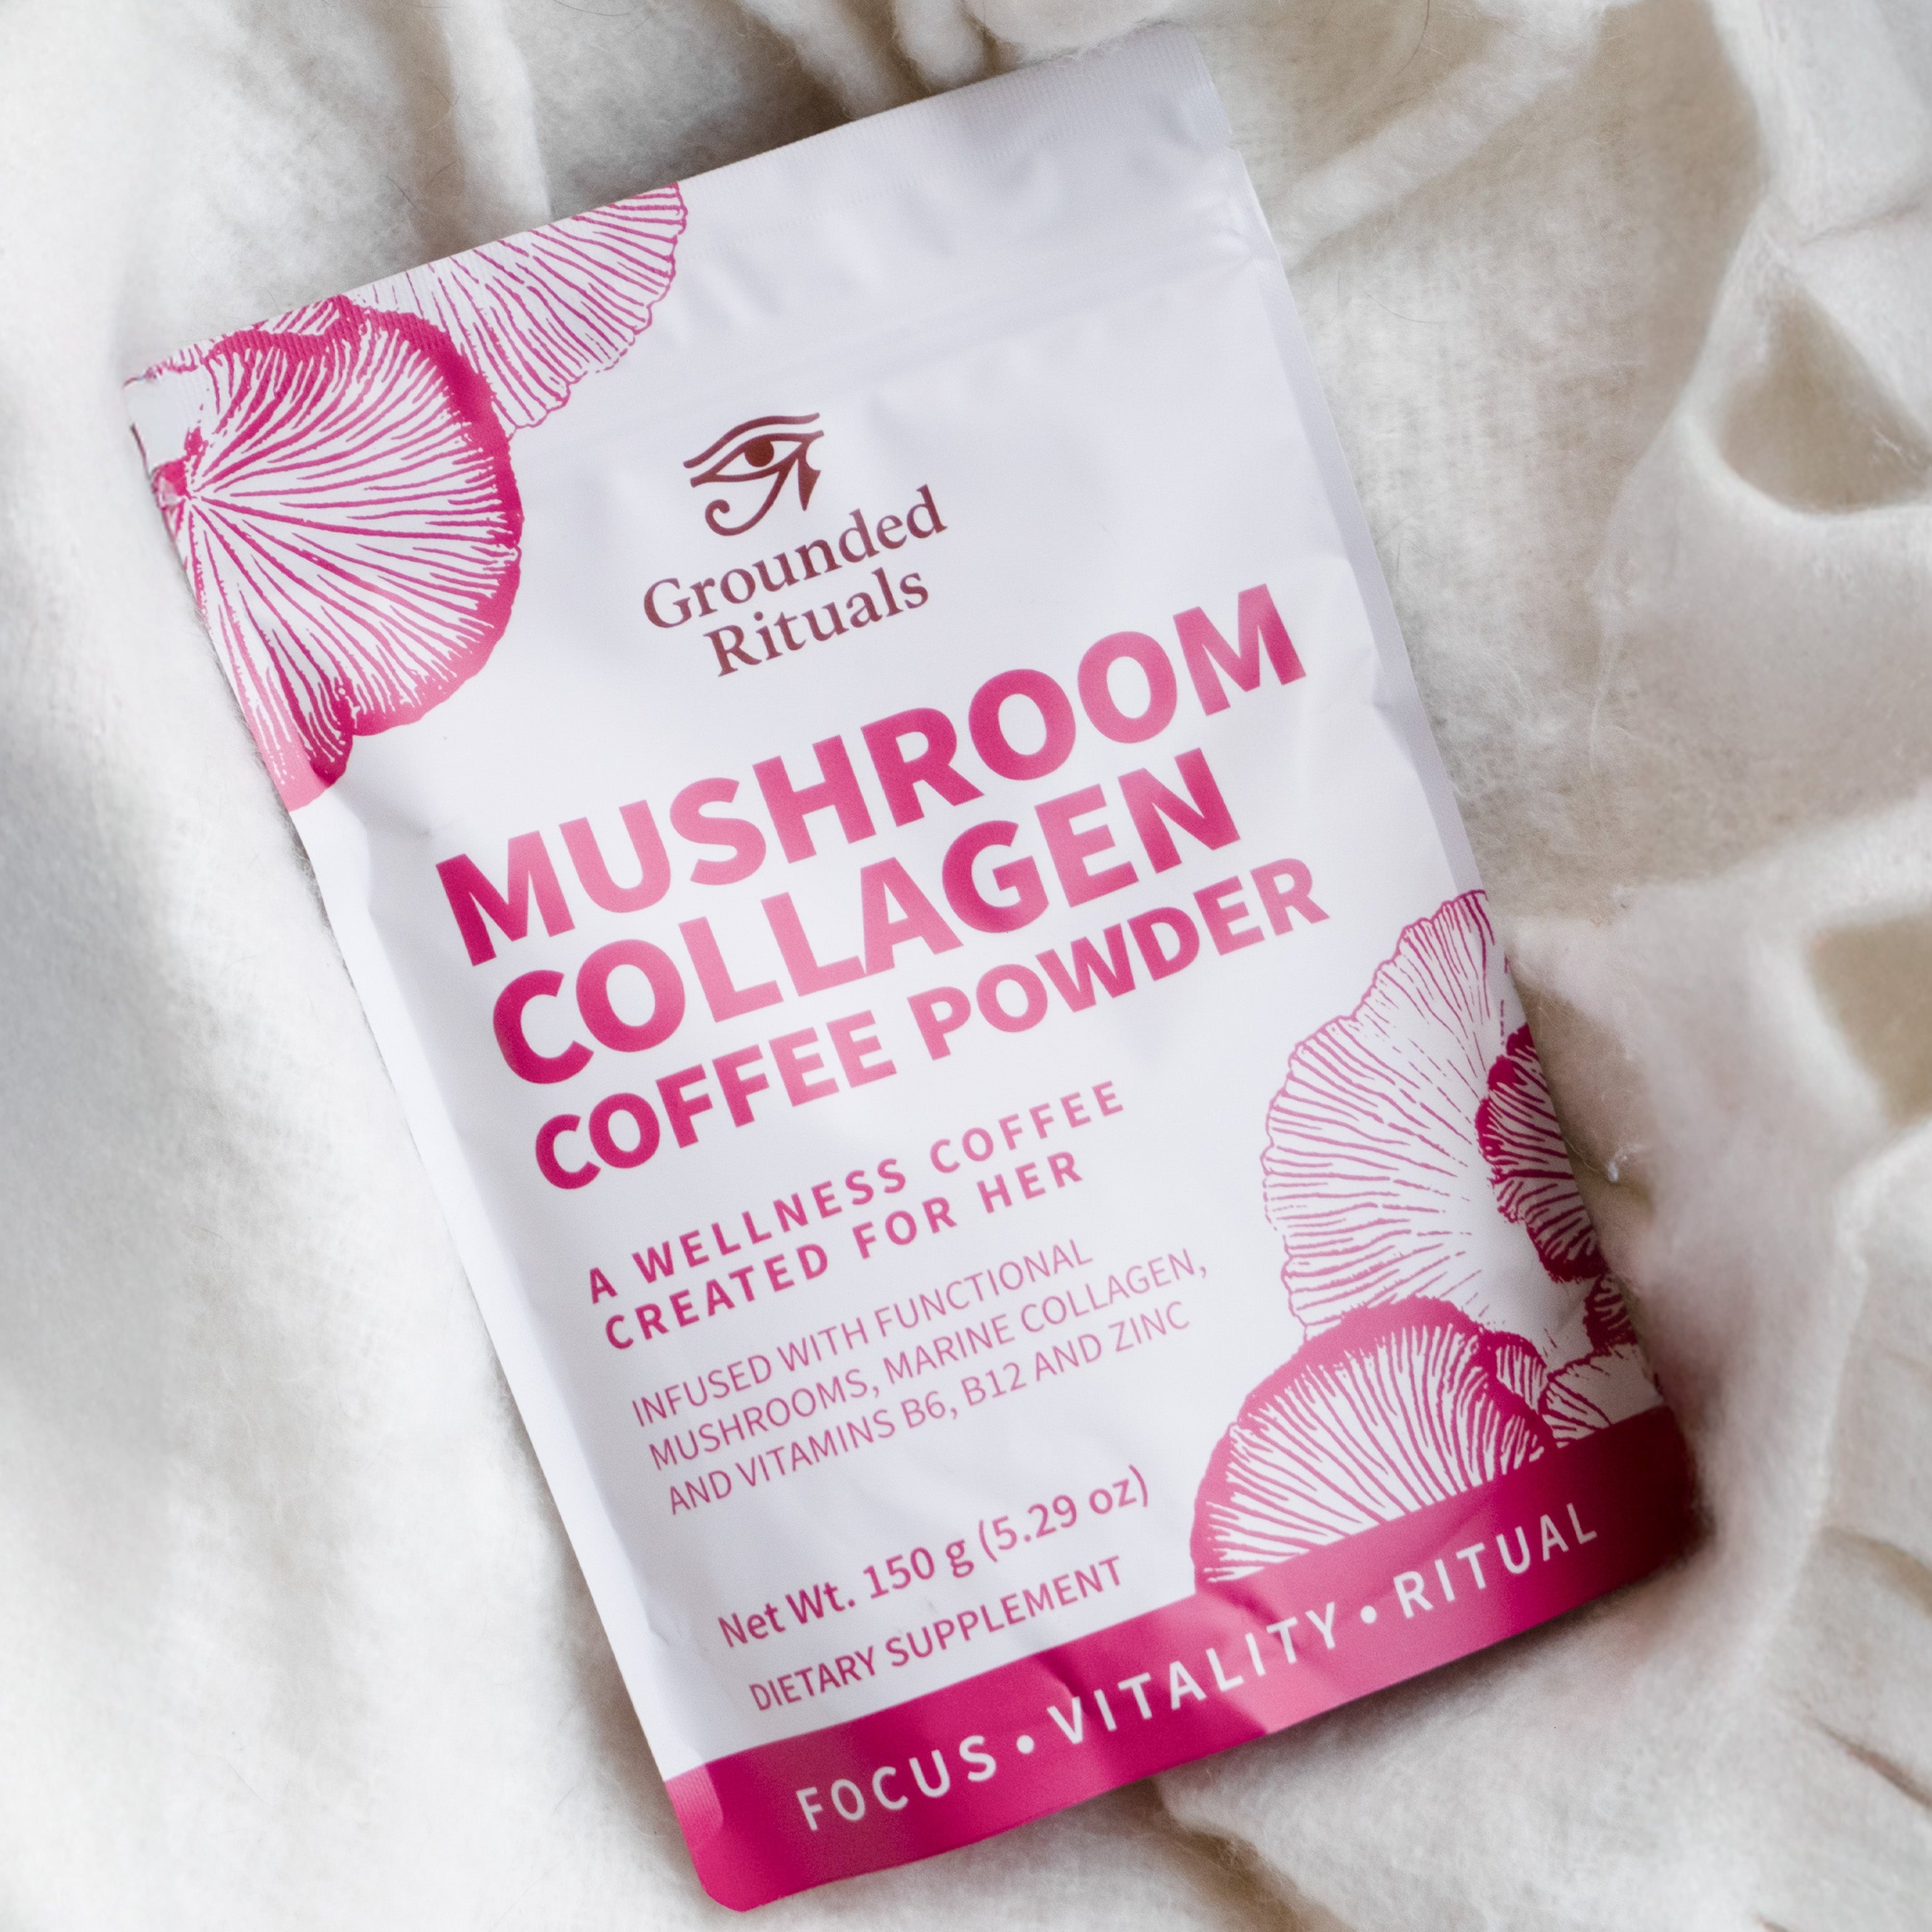 Grounded
Rituals
MUSHROOM
COLLAGEN
COFFEE POWDER
A WELLNESS COFFEE
CREATED FOR HER
INFUSED WITH FUNCTIONAL
MUSHROOMS, MARINE COLLAGEN,
AND VITAMINS B6, B12 AND ZINC
Net Wt. 150 g (5.29 oz)
DIETARY SUPPLEMENT
FOCUS • VITALITY • RITUAL